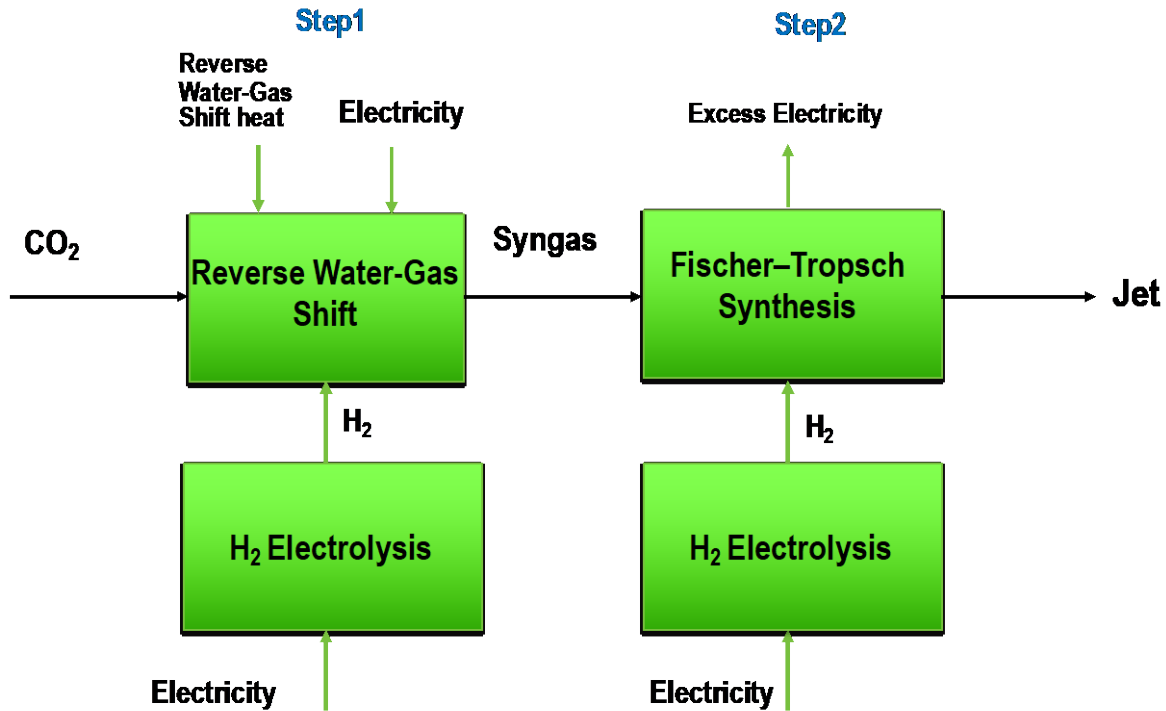 Step1
Step2
Reverse
Water-Gas
Shift heat
Electricity
Excess Electricity
CO₂
Reverse Water-Gas
Shift
Syngas
Fischer–Tropsch
Synthesis
Jet
H₂
H₂
H₂ Electrolysis
H₂ Electrolysis
Electricity
Electricity